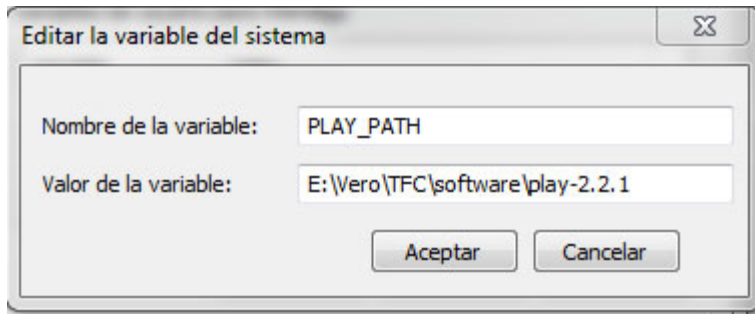 Editar la variable del sistema
Nombre de la variable: PLAY_PATH
Valor de la variable: E:\Vero\TFC\software\play-2.2.1
Aceptar Cancelar